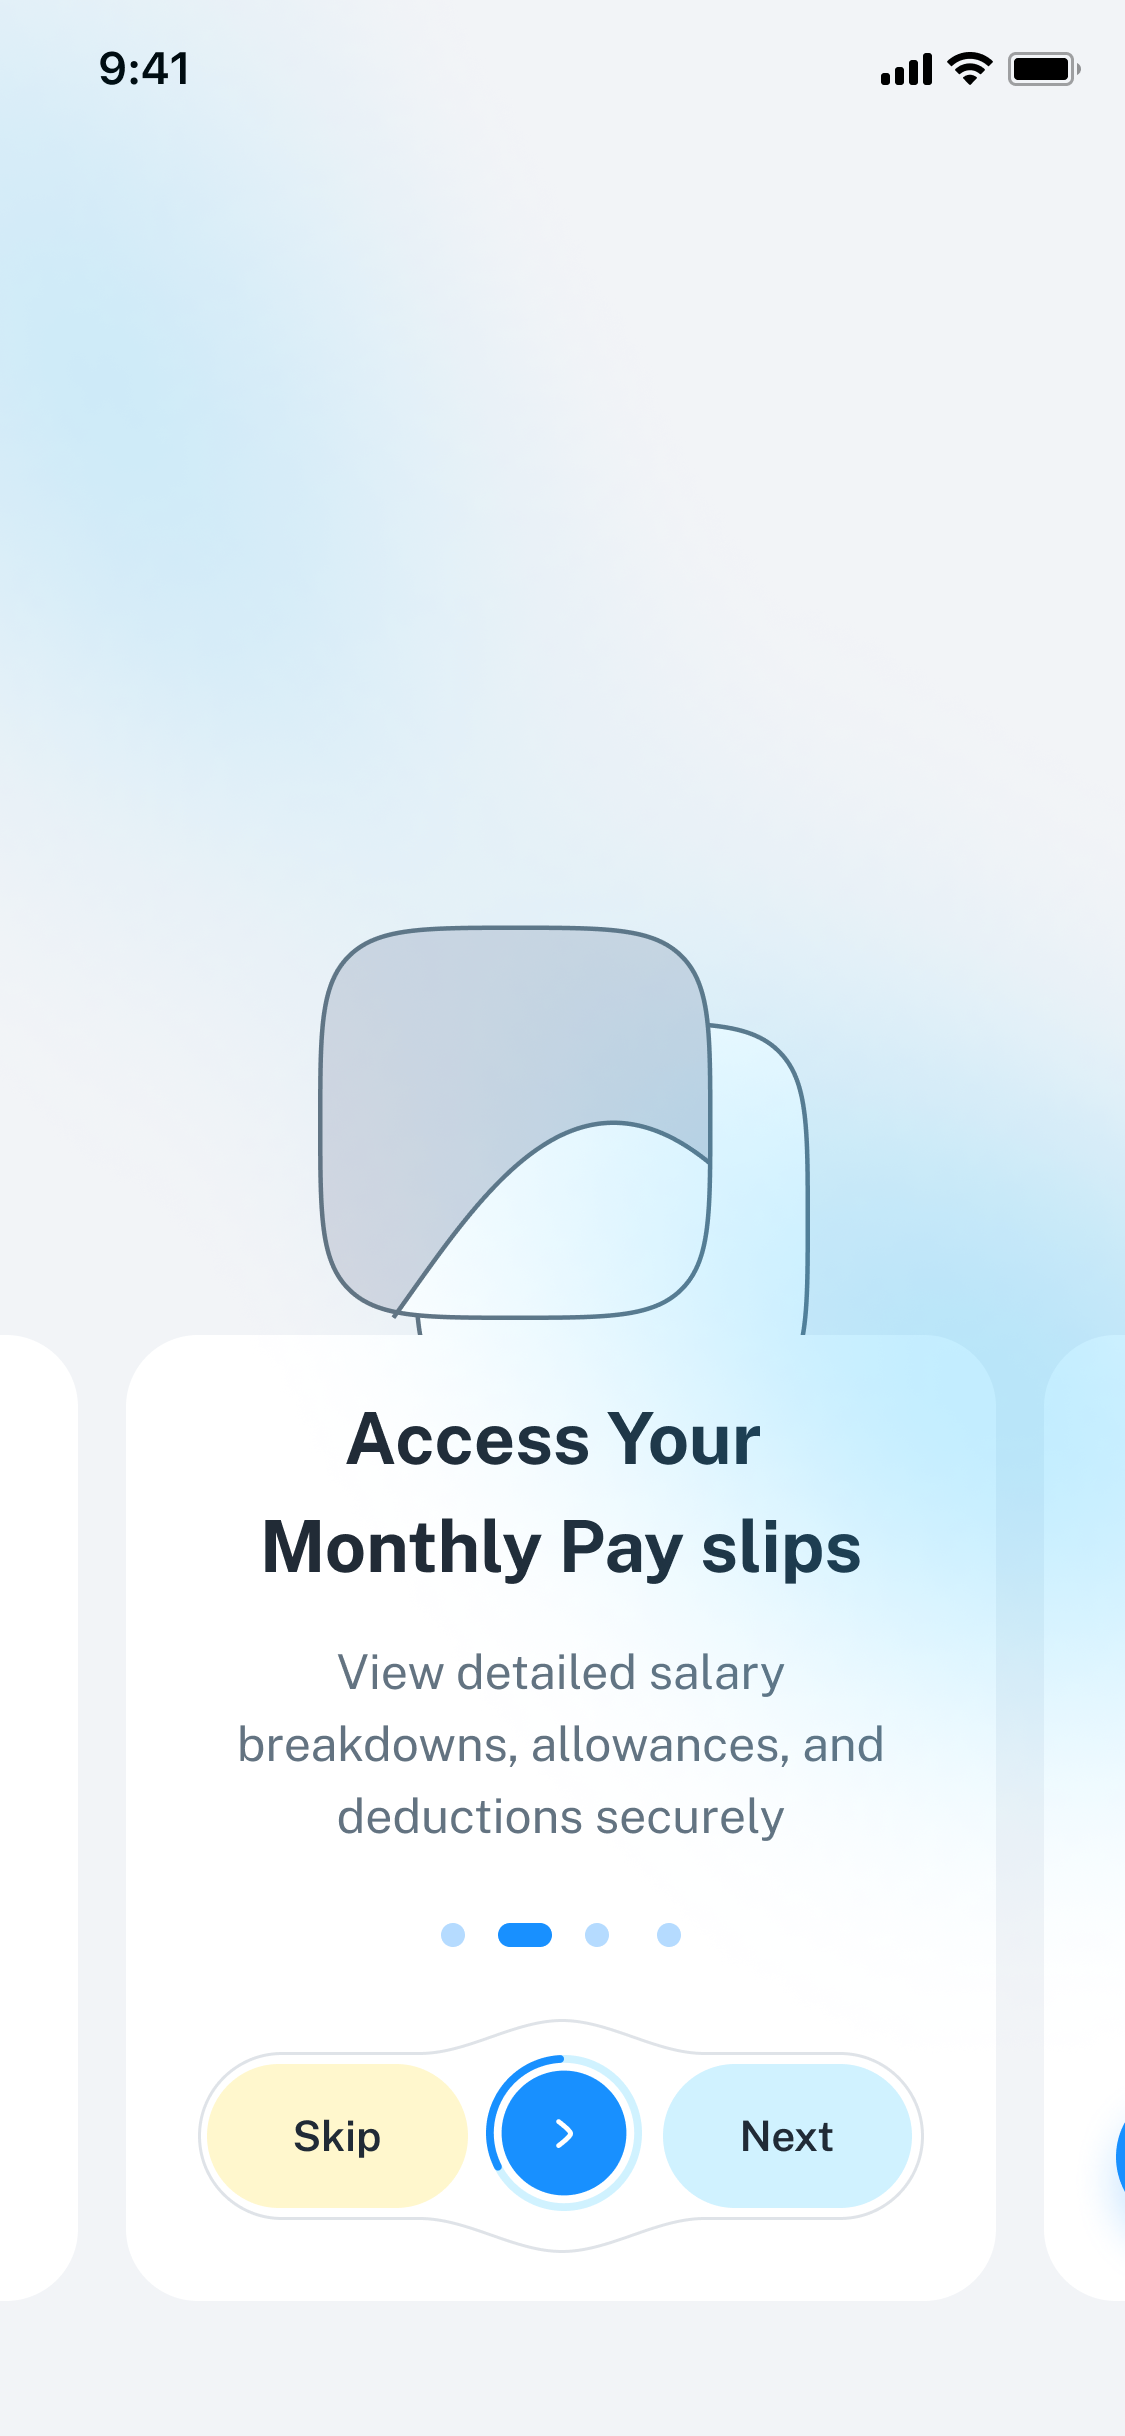 9:41
Access Your
Monthly Pay slips
View detailed salary
breakdowns, allowances, and
deductions securely
Skip
Next